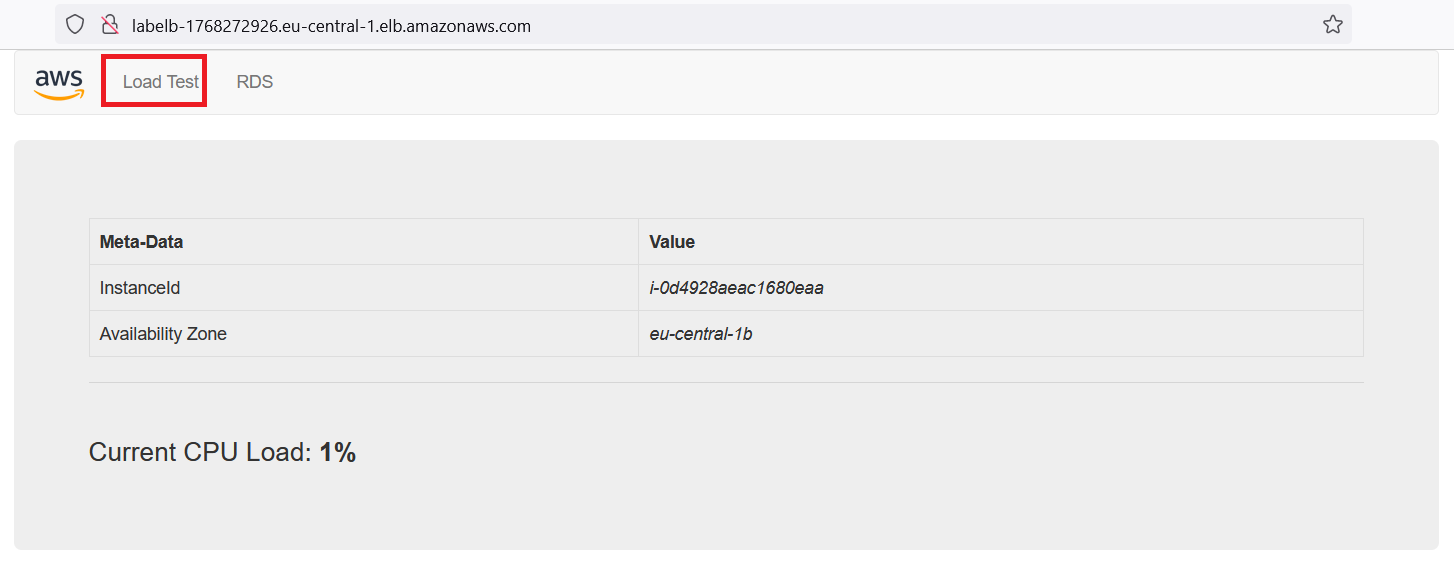 labelb-1768272926.eu-central-1.elb.amazonaws.com
aws Load Test RDS
Meta-Data Value
InstanceId i-0d4928aeac1680eaa
Availability Zone eu-central-1b
Current CPU Load: 1%